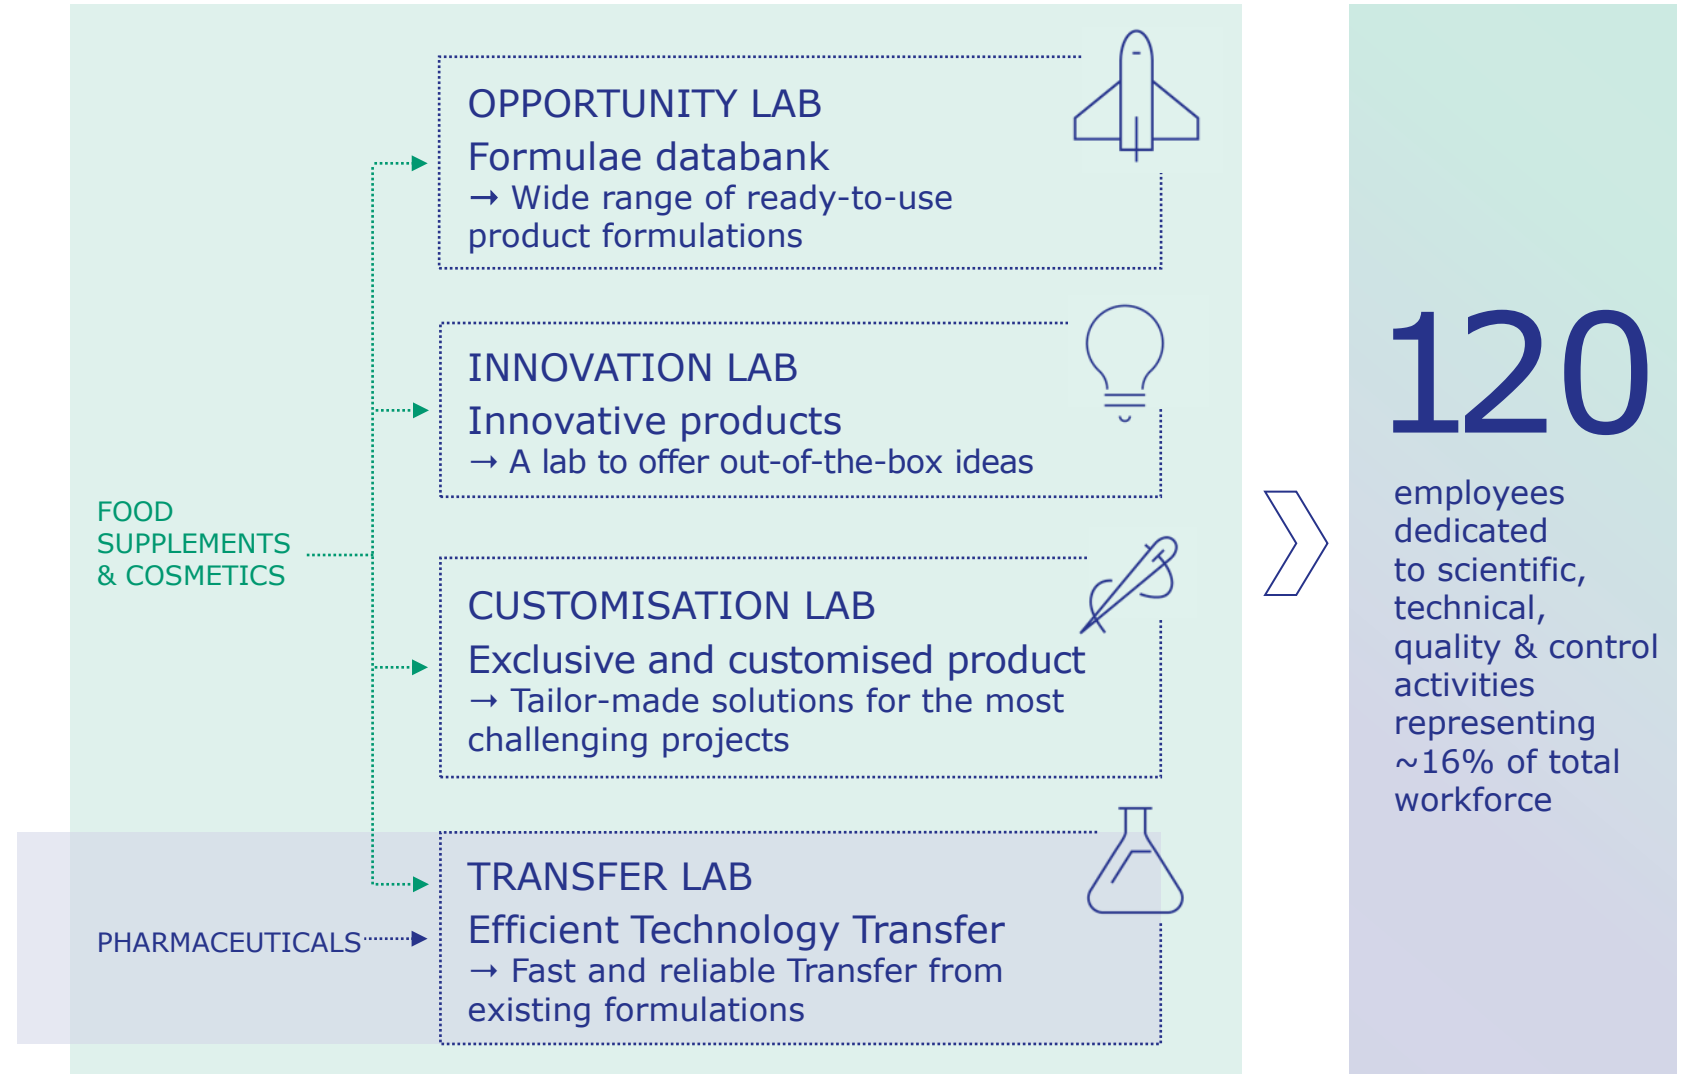 OPPORTUNITY LAB
Formulae databank
→ Wide range of ready-to-use
product formulations
INNOVATION LAB
Innovative products
→ A lab to offer out-of-the-box ideas
FOOD
SUPPLEMENTS
& COSMETICS
CUSTOMISATION LAB
Exclusive and customised product
→ Tailor-made solutions for the most
challenging projects
TRANSFER LAB
Efficient Technology Transfer
→ Fast and reliable Transfer from
existing formulations
PHARMACEUTICALS
120
employees
dedicated
to scientific,
technical,
quality & control
activities
representing
~16% of total
workforce